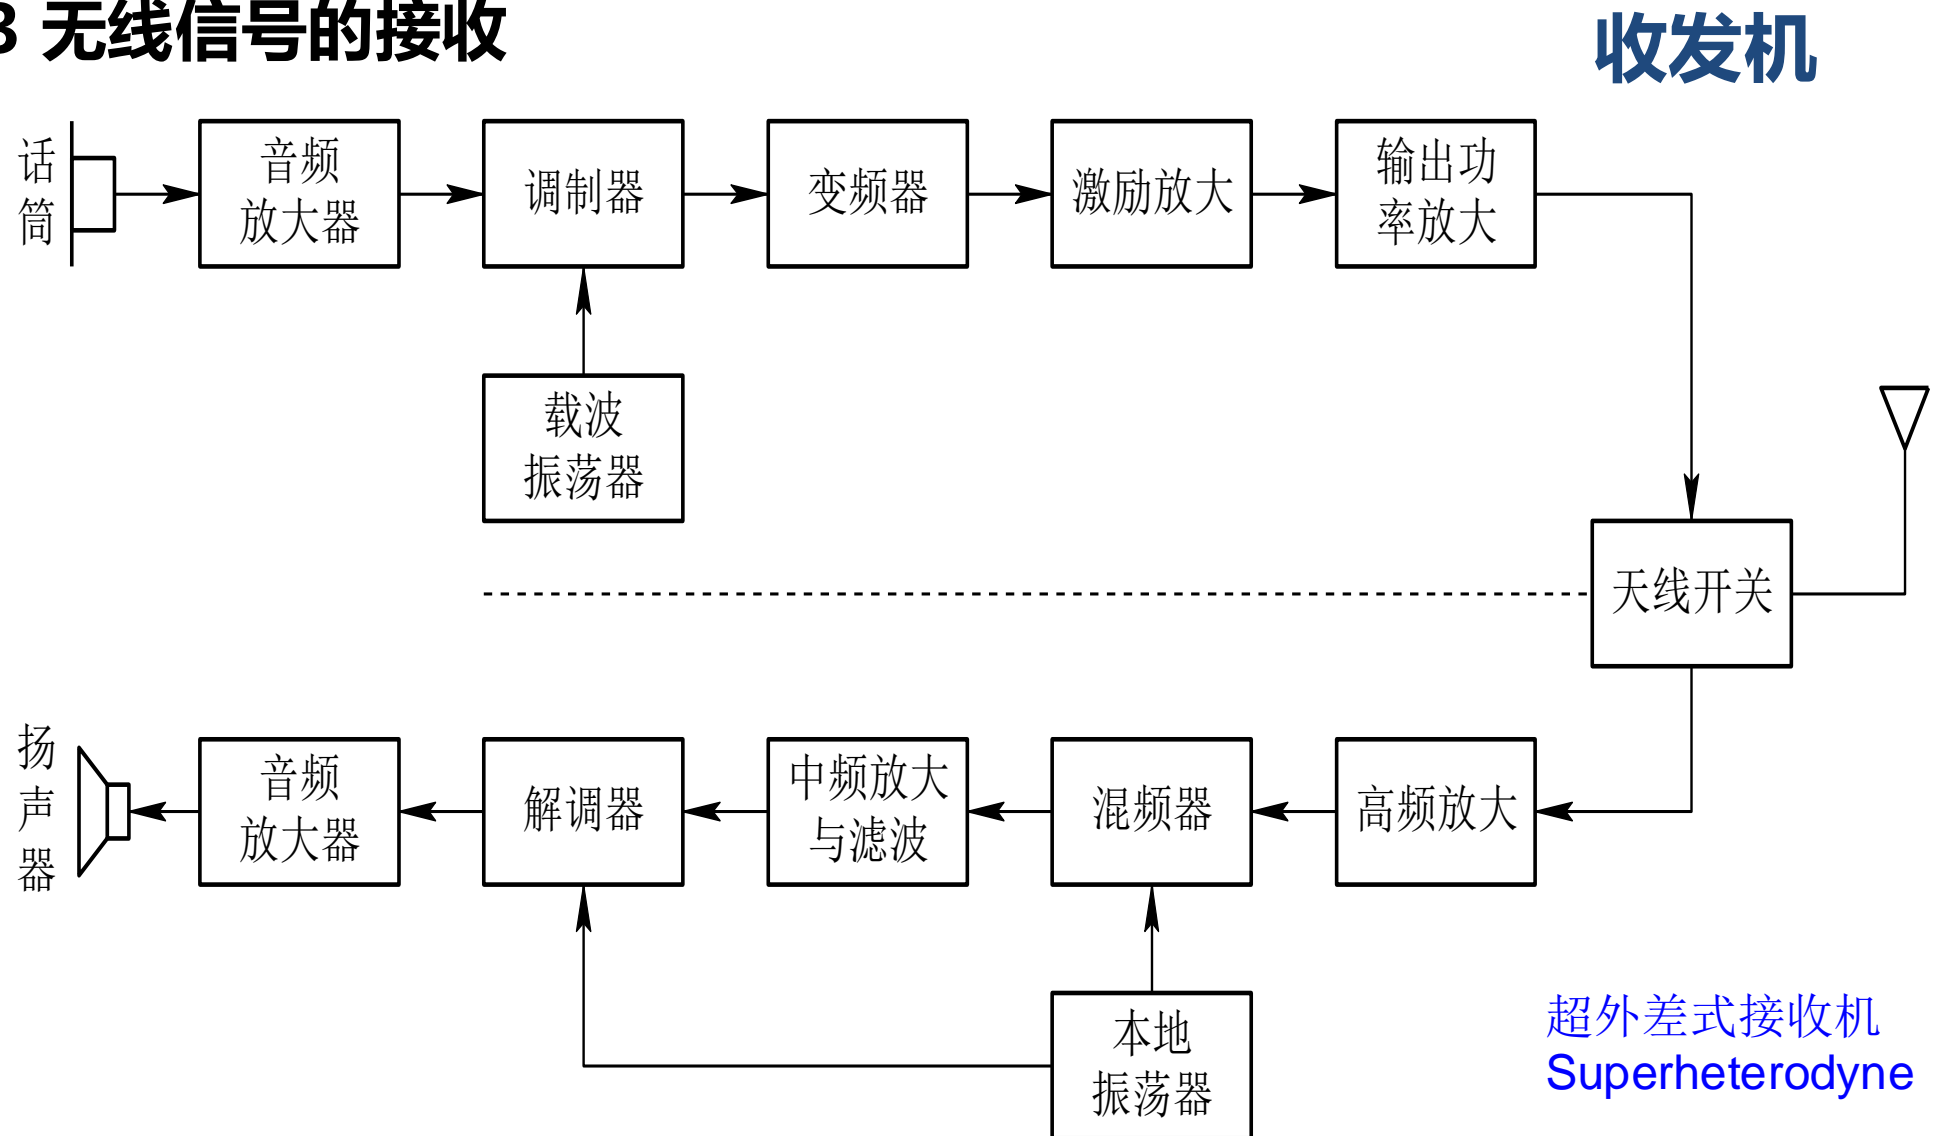 3 无线信号的接收
收发机
话
筒
音频
放大器
调制器
变频器
激励放大
输出功
率放大
载波
振荡器
天线开关
扬
声
器
音频
放大器
解调器
中频放大
与滤波
混频器
高频放大
本地
振荡器
超外差式接收机
Superheterodyne